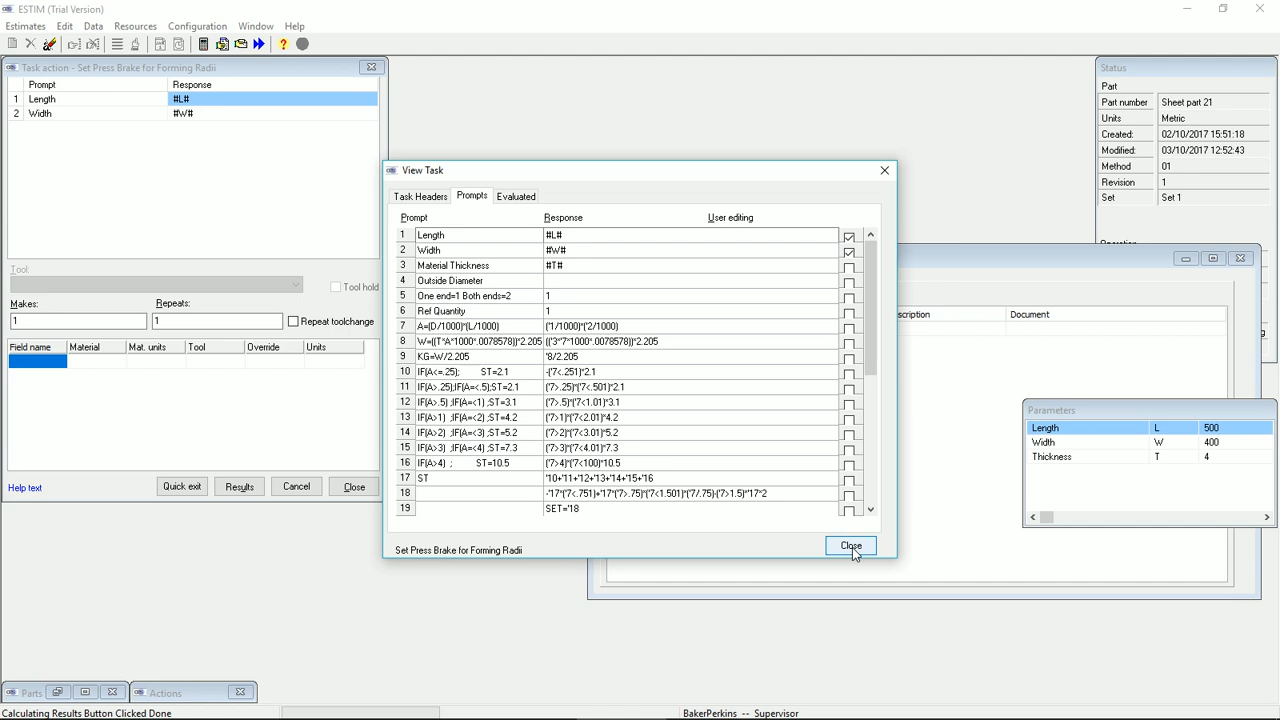 ESTIM (Trial Version)
Estimates Edit Data Resources Configuration Window Help
Task action - Set Press Brake for Forming Radii
Prompt Response
1 Length #L#
2 Width #W#
Tool:
Tool hold
Makes: Repeats:
1 1 Repeat toolchange
Field name Material Mat. units Tool Override Units
Help text Quick exit Results Cancel Close
View Task
Task Headers Prompts Evaluated
Prompt Response User editing
1 Length #L#
2 Width #W#
3 Material Thickness #T#
4 Outside Diameter
5 One end=1 Both ends=2 1
6 Ref Quantity 1
7 A=(D/1000)*(L/1000) ('1/1000)*('2/1000)
8 W=((T*A*1000*.0078578))*2.205 (('3*'7*1000*.0078578))*2.205
9 KG=W/2.205 '8/2.205
10 IF(A<=.25); ST=2.1 -('7<.251)*2.1
11 IF(A>.25);IF(A=<.5);ST=2.1 ('7>.25)*('7<.501)*2.1
12 IF(A>.5) ;IF(A=<1) ;ST=3.1 ('7>.5)*('7<1.01)*3.1
13 IF(A>1) ;IF(A=<2) ;ST=4.2 ('7>1)*('7<2.01)*4.2
14 IF(A>2) ;IF(A=<3) ;ST=5.2 ('7>2)*('7<3.01)*5.2
15 IF(A>3) ;IF(A=<4) ;ST=7.3 ('7>3)*('7<4.01)*7.3
16 IF(A>4) ; ST=10.5 ('7>4)*('7<100)*10.5
17 ST '10+'11+'12+'13+'14+'15+'16
18 -'17*('7<.751)+'17*('7>.75)*('7<1.501)*('7/.75)-('7>1.5)*'17*2
19 SET='18
Set Press Brake for Forming Radii Close
Status
Part
Part number Sheet part 21
Units Metric
Created: 02/10/2017 15:51:18
Modified: 03/10/2017 12:52:43
Method 01
Revision 1
Set Set 1
Document
Parameters
Length L 500
Width W 400
Thickness T 4
Parts Actions
Calculating Results Button Clicked Done BakerPerkins -- Supervisor